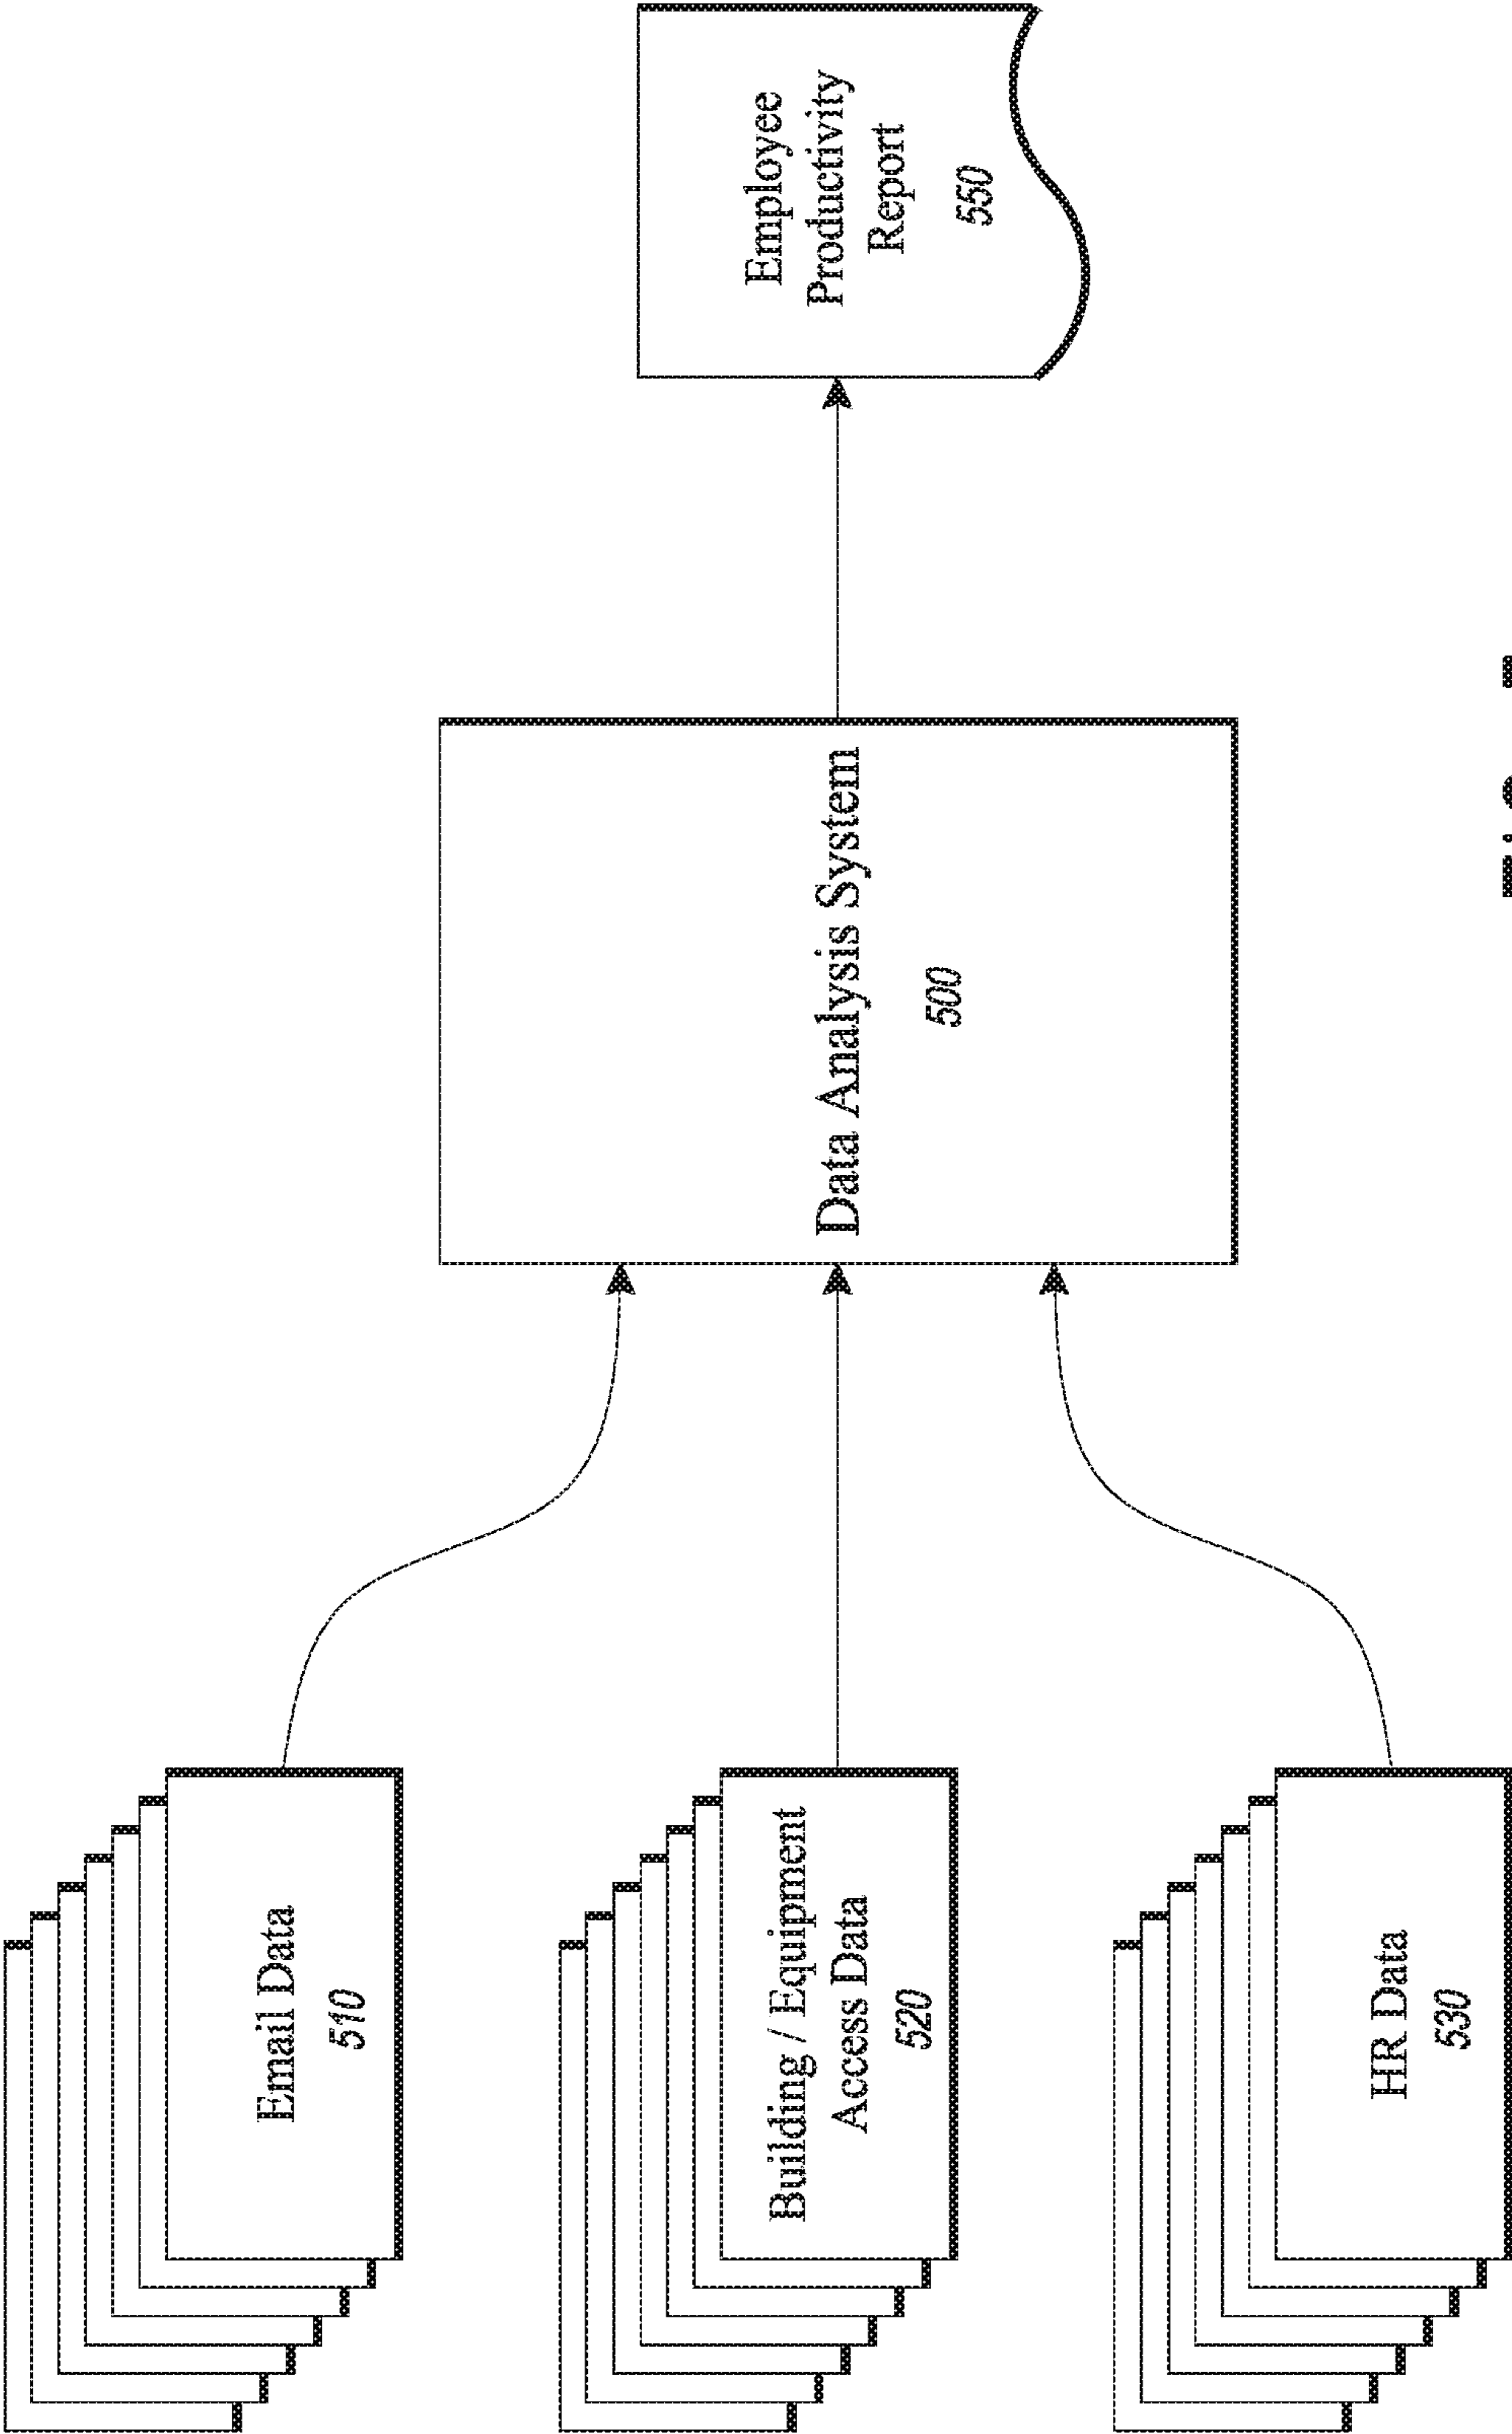 Email Data
510
Building / Equipment
Access Data
520
HR Data
530
Data Analysis System
500
Employee
Productivity
Report
550